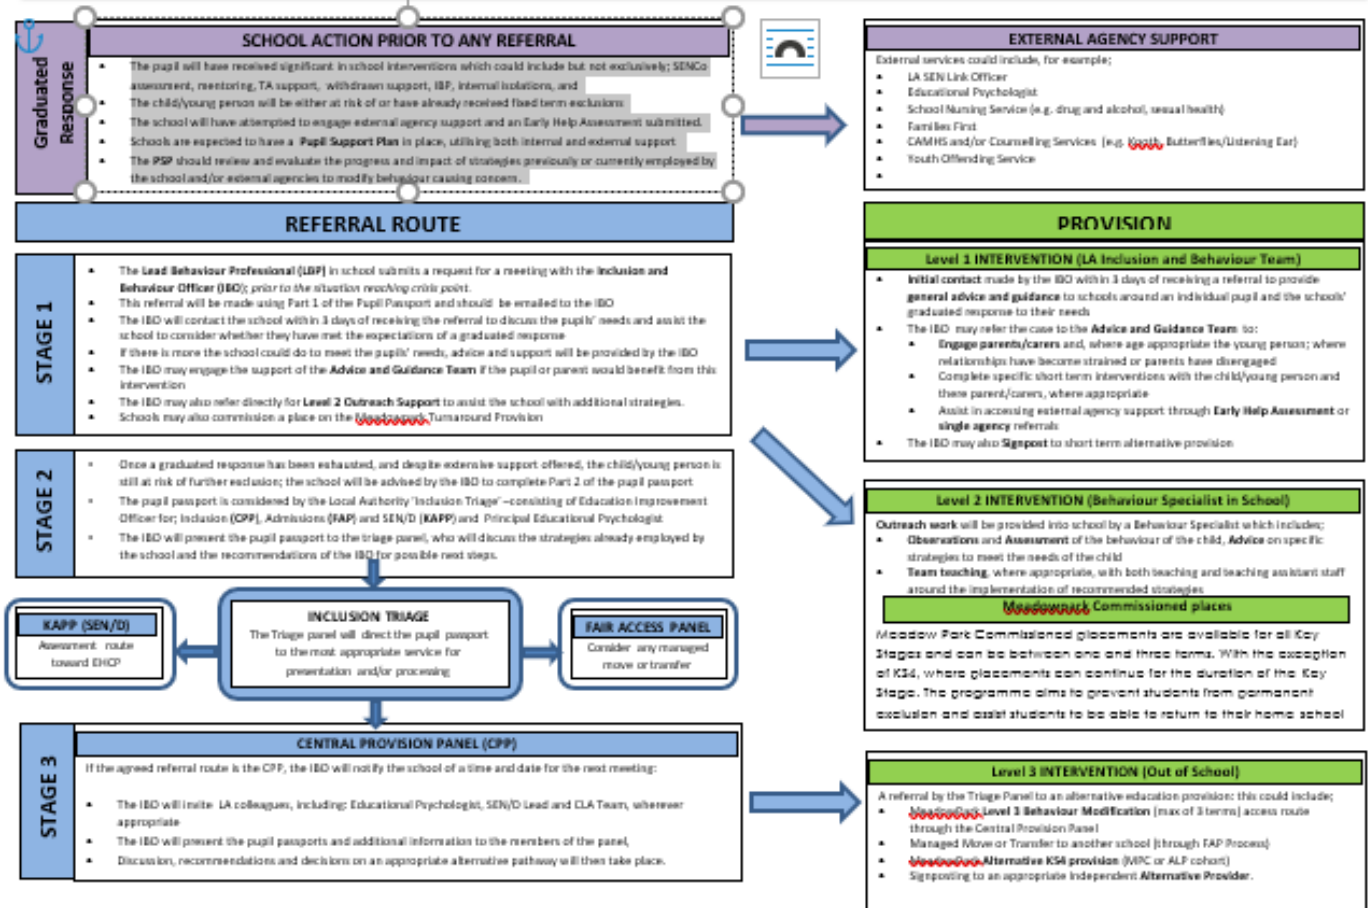 Graduated
Response
SCHOOL ACTION PRIOR TO ANY REFERRAL
The pupil will have received significant in school interventions which could include but not exclusively; SENCo
assessment, mentoring, TA support, withdrawn support, IBP, internal isolations, and
The child/young person will be either at risk of or have already received fixed term exclusions
The school will have attempted to engage external agency support and an Early Help Assessment submitted.
Schools are expected to have a Pupil Support Plan in place, utilising both internal and external support
The PSP should review and evaluate the progress and impact of strategies previously or currently employed by
the school and/or external agencies to modify behaviour causing concern.
EXTERNAL AGENCY SUPPORT
External services could include, for example;
LA SEN Link Officer
Educational Psychologist
School Nursing Service (e.g. drug and alcohol, sexual health)
Families First
CAMHS and/or Counselling Services (e.g. Kooth, Butterflies/Listening Ear)
Youth Offending Service
REFERRAL ROUTE
STAGE 1
The Lead Behaviour Professional (LBP) in school submits a request for a meeting with the Inclusion and
Behaviour Officer (IBO); prior to the situation reaching crisis point.
This referral will be made using Part 1 of the Pupil Passport and should be emailed to the IBO
The IBO will contact the school within 3 days of receiving the referral to discuss the pupils' needs and assist the
school to consider whether they have met the expectations of a graduated response
If there is more the school could do to meet the pupils' needs, advice and support will be provided by the IBO
The IBO may engage the support of the Advice and Guidance Team if the pupil or parent would benefit from this
intervention
The IBO may also refer directly for Level 2 Outreach Support to assist the school with additional strategies.
Schools may also commission a place on the Meadowpark Turnaround Provision
STAGE 2
Once a graduated response has been exhausted, and despite extensive support offered, the child/young person is
still at risk of further exclusion; the school will be advised by the IBO to complete Part 2 of the pupil passport
The pupil passport is considered by the Local Authority 'Inclusion Triage' –consisting of Education Improvement
Officer for; Inclusion (CPP), Admissions (FAP) and SEN/D (KAPP) and Principal Educational Psychologist
The IBO will present the pupil passport to the triage panel, who will discuss the strategies already employed by
the school and the recommendations of the IBO for possible next steps.
KAPP (SEN/D)
Assessment route
toward EHCP
INCLUSION TRIAGE
The Triage panel will direct the pupil passport
to the most appropriate service for
presentation and/or processing
FAIR ACCESS PANEL
Consider any managed
move or transfer
STAGE 3
CENTRAL PROVISION PANEL (CPP)
If the agreed referral route is the CPP, the IBO will notify the school of a time and date for the next meeting:
The IBO will invite LA colleagues, including: Educational Psychologist, SEN/D Lead and CLA Team, wherever
appropriate
The IBO will present the pupil passports and additional information to the members of the panel,
Discussion, recommendations and decisions on an appropriate alternative pathway will then take place.
PROVISION
Level 1 INTERVENTION (LA Inclusion and Behaviour Team)
Initial contact made by the IBO within 3 days of receiving a referral to provide
general advice and guidance to schools around an individual pupil and the schools'
graduated response to their needs
The IBO may refer the case to the Advice and Guidance Team to:
Engage parents/carers and, where age appropriate the young person; where
relationships have become strained or parents have disengaged
Complete specific short term interventions with the child/young person and
there parent/carers, where appropriate
Assist in accessing external agency support through Early Help Assessment or
single agency referrals
The IBO may also Signpost to short term alternative provision
Level 2 INTERVENTION (Behaviour Specialist in School)
Outreach work will be provided into school by a Behaviour Specialist which includes;
Observations and Assessment of the behaviour of the child, Advice on specific
strategies to meet the needs of the child
Team teaching, where appropriate, with both teaching and teaching assistant staff
around the implementation of recommended strategies
Meadowpark Commissioned places
Meadow Park Commissioned placements are available for all Key
Stages and can be between one and three terms. With the exception
of KS4, where placements can continue for the duration of the Key
Stage. The programme aims to prevent students from permanent
exclusion and assist students to be able to return to their home school
Level 3 INTERVENTION (Out of School)
A referral by the Triage Panel to an alternative education provision: this could include;
MeadowPark Level 3 Behaviour Modification (max of 3 terms) access route
through the Central Provision Panel
Managed Move or Transfer to another school (through FAP Process)
MeadowPark Alternative KS4 provision (MPC or ALP cohort)
Signposting to an appropriate Independent Alternative Provider.